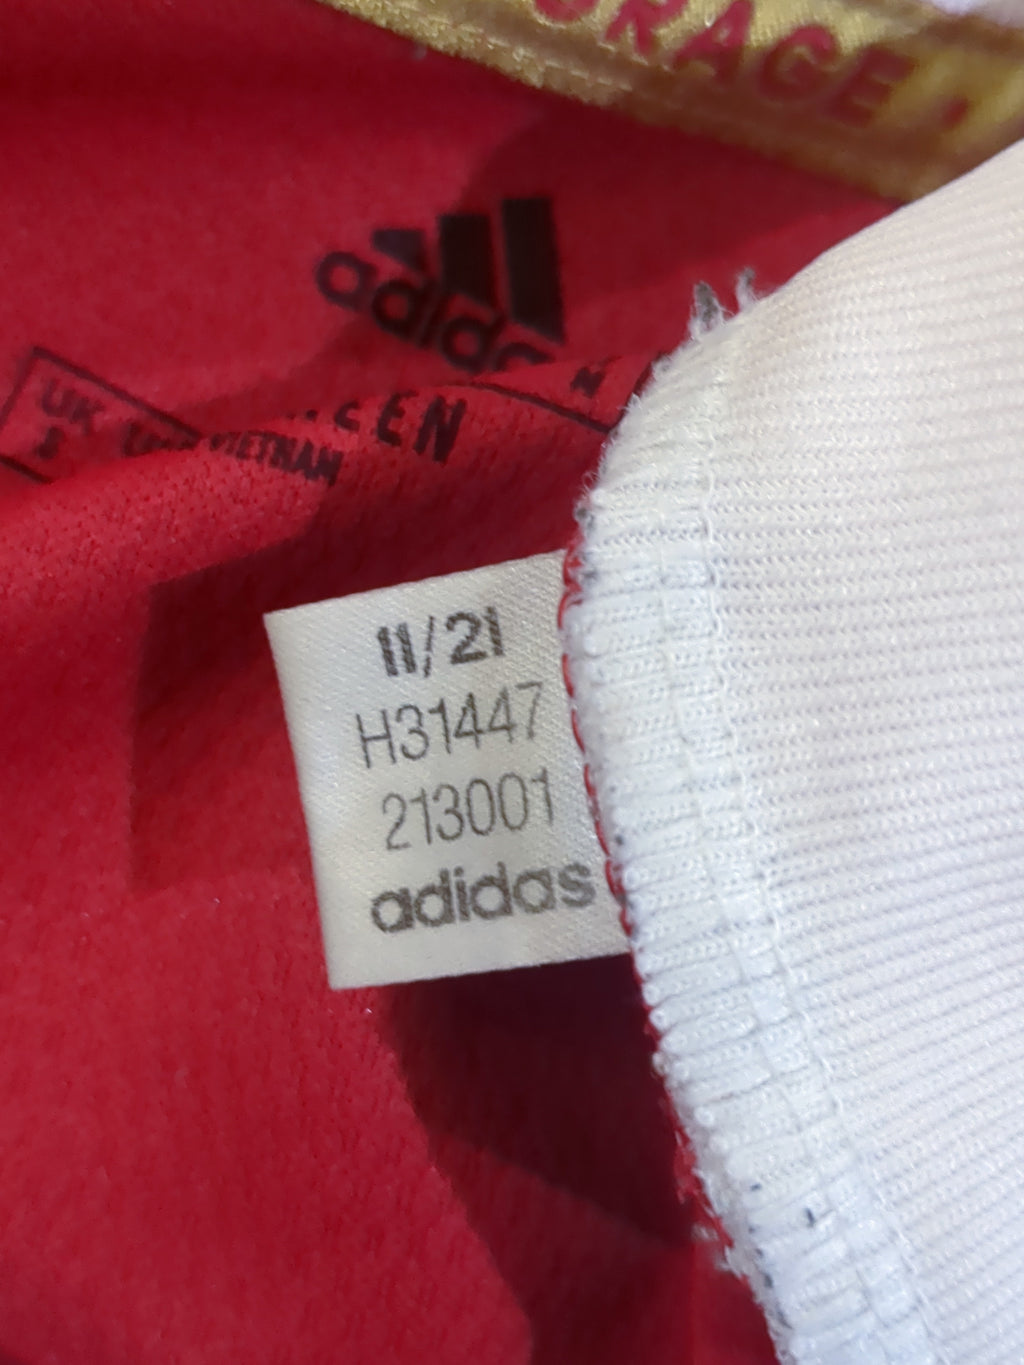 RAGE
adidas
UK
VIETNAM
11/21
H31447
213001
adidas